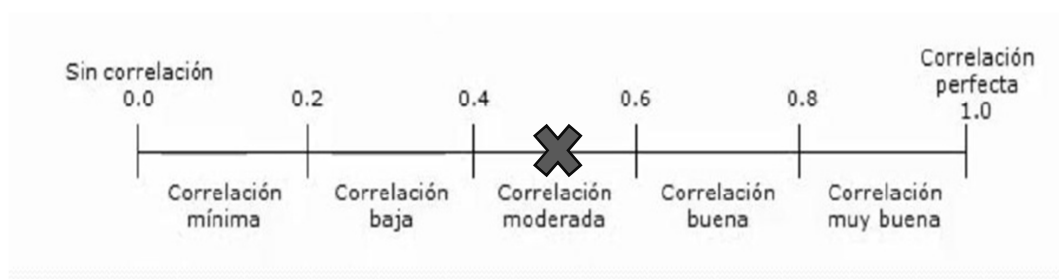 Sin correlación
Correlación
perfecta
0.0
0.2
0.4
0.6
0.8
1.0
Correlación
mínima
Correlación
baja
Correlación
moderada
Correlación
buena
Correlación
muy buena